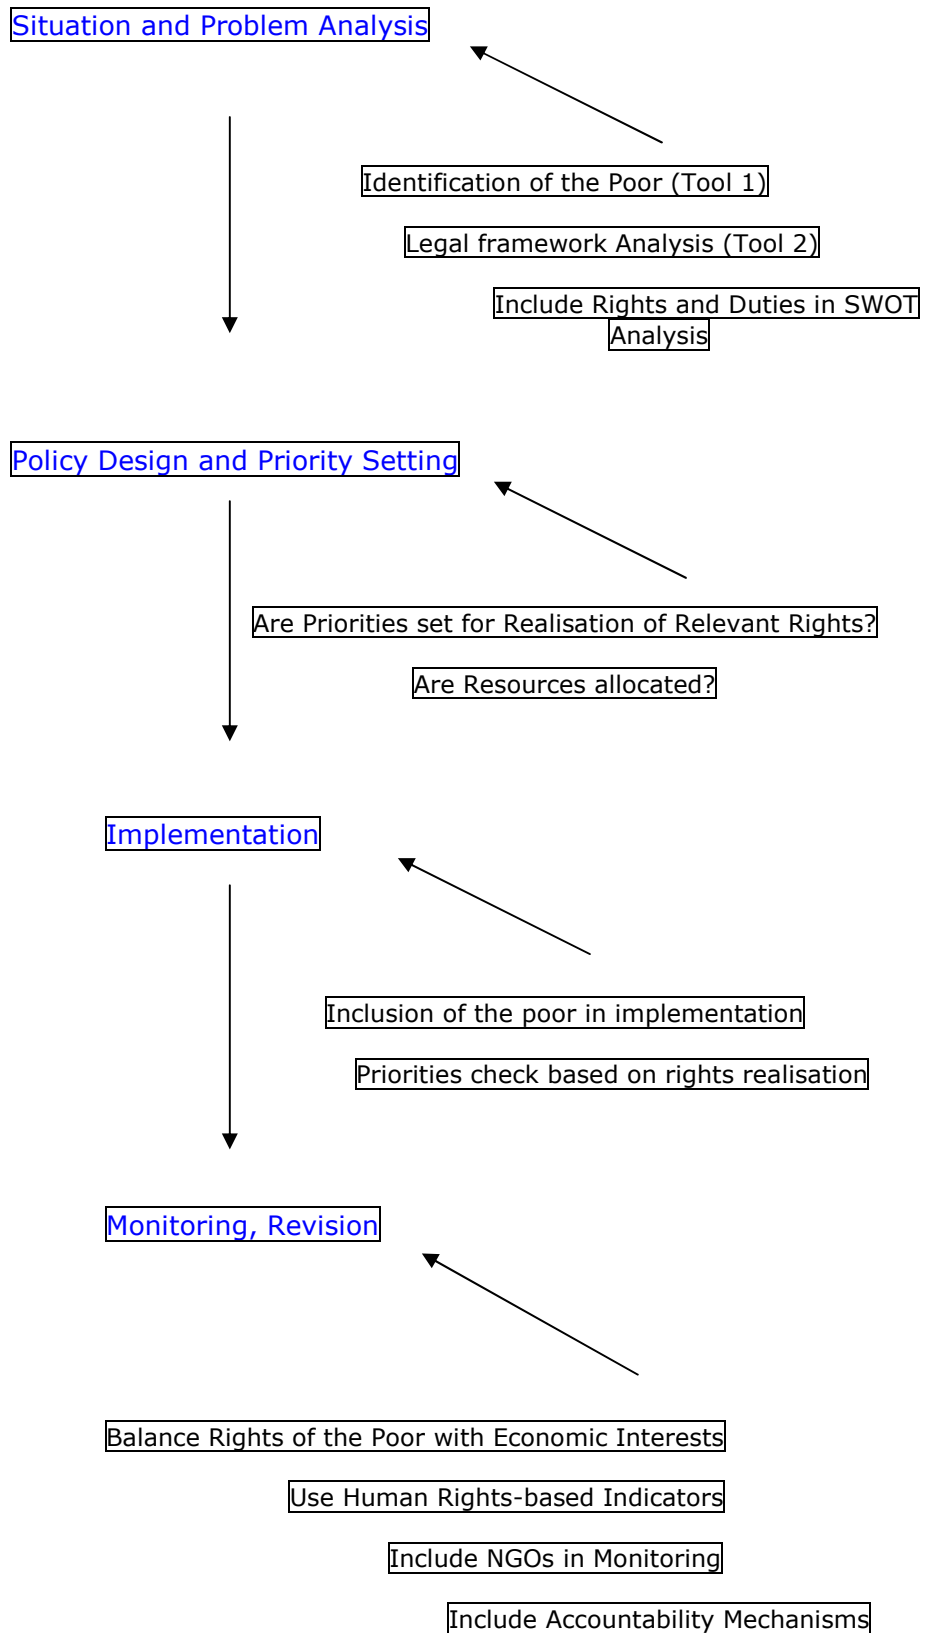 Situation and Problem Analysis
Identification of the Poor (Tool 1)
Legal framework Analysis (Tool 2)
Include Rights and Duties in SWOT
Analysis
Policy Design and Priority Setting
Are Priorities set for Realisation of Relevant Rights?
Are Resources allocated?
Implementation
Inclusion of the poor in implementation
Priorities check based on rights realisation
Monitoring, Revision
Balance Rights of the Poor with Economic Interests
Use Human Rights-based Indicators
Include NGOs in Monitoring
Include Accountability Mechanisms